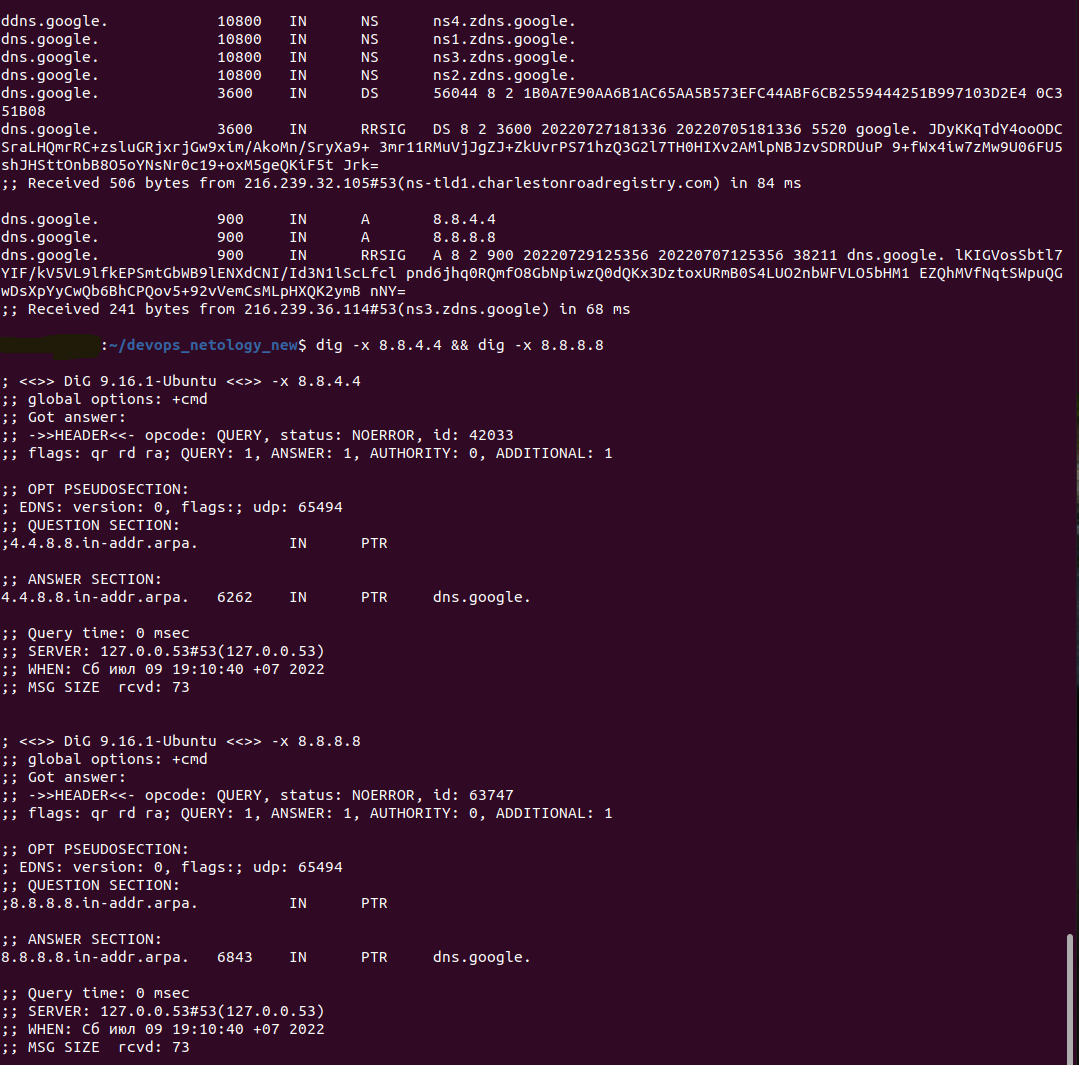 ddns.google. 10800 IN NS ns4.zdns.google.
dns.google. 10800 IN NS ns1.zdns.google.
dns.google. 10800 IN NS ns3.zdns.google.
dns.google. 10800 IN NS ns2.zdns.google.
dns.google. 3600 IN DS 56044 8 2 1B0A7E90AA6B1AC65AA5B573EFC44ABF6CB2559444251B997103D2E4 0C3
51B08
dns.google. 3600 IN RRSIG DS 8 2 3600 20220727181336 20220705181336 5520 google. JDyKKqTdY4ooODC
SraLHQmrRC+zsluGRjxrjGw9xim/AkoMn/SryXa9+ 3mr11RMuVjJgZJ+ZkUvrPS71hzQ3G2l7TH0HIXv2AMlpNBJzvSDRDUuP 9+fWx4iw7zMw9U06FU5
shJHSttOnbB8O5oYNsNr0c19+oxM5geQKiF5t Jrk=
;; Received 506 bytes from 216.239.32.105#53(ns-tld1.charlestonroadregistry.com) in 84 ms
dns.google. 900 IN A 8.8.4.4
dns.google. 900 IN A 8.8.8.8
dns.google. 900 IN RRSIG A 8 2 900 20220729125356 20220707125356 38211 dns.google. lKIGVosSbtl7
YIF/kV5VL9lfkEPSmtGbWB9lENXdCNI/Id3N1lScLfcl pnd6jhq0RQmfO8GbNpiwzQ0dQKx3DztoxURmB0S4LUO2nbWFVLO5bHM1 EZQhMVfNqtSWpuQG
wDsXpYyCwQb6BhCPQov5+92vVemCsMLpHXQK2ymB nNY=
;; Received 241 bytes from 216.239.36.114#53(ns3.zdns.google) in 68 ms
:~/devops_netology_new$ dig -x 8.8.4.4 && dig -x 8.8.8.8
; <<>> DiG 9.16.1-Ubuntu <<>> -x 8.8.4.4
;; global options: +cmd
;; Got answer:
;; ->>HEADER<<- opcode: QUERY, status: NOERROR, id: 42033
;; flags: qr rd ra; QUERY: 1, ANSWER: 1, AUTHORITY: 0, ADDITIONAL: 1
;; OPT PSEUDOSECTION:
; EDNS: version: 0, flags:; udp: 65494
;; QUESTION SECTION:
;4.4.8.8.in-addr.arpa. IN PTR
;; ANSWER SECTION:
4.4.8.8.in-addr.arpa. 6262 IN PTR dns.google.
;; Query time: 0 msec
;; SERVER: 127.0.0.53#53(127.0.0.53)
;; WHEN: Сб июл 09 19:10:40 +07 2022
;; MSG SIZE rcvd: 73
; <<>> DiG 9.16.1-Ubuntu <<>> -x 8.8.8.8
;; global options: +cmd
;; Got answer:
;; ->>HEADER<<- opcode: QUERY, status: NOERROR, id: 63747
;; flags: qr rd ra; QUERY: 1, ANSWER: 1, AUTHORITY: 0, ADDITIONAL: 1
;; OPT PSEUDOSECTION:
; EDNS: version: 0, flags:; udp: 65494
;; QUESTION SECTION:
;8.8.8.8.in-addr.arpa. IN PTR
;; ANSWER SECTION:
8.8.8.8.in-addr.arpa. 6843 IN PTR dns.google.
;; Query time: 0 msec
;; SERVER: 127.0.0.53#53(127.0.0.53)
;; WHEN: Сб июл 09 19:10:40 +07 2022
;; MSG SIZE rcvd: 73